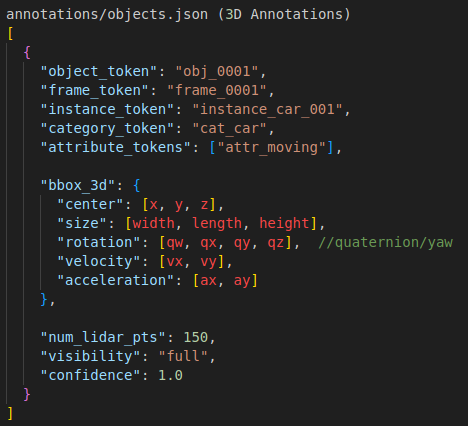 annotations/objects.json (3D Annotations)
[
  {
    "object_token": "obj_0001",
    "frame_token": "frame_0001",
    "instance_token": "instance_car_001",
    "category_token": "cat_car",
    "attribute_tokens": ["attr_moving"],

    "bbox_3d": {
      "center": [x, y, z],
      "size": [width, length, height],
      "rotation": [qw, qx, qy, qz],  //quaternion/yaw
      "velocity": [vx, vy],
      "acceleration": [ax, ay]
    },

    "num_lidar_pts": 150,
    "visibility": "full",
    "confidence": 1.0
  }
]